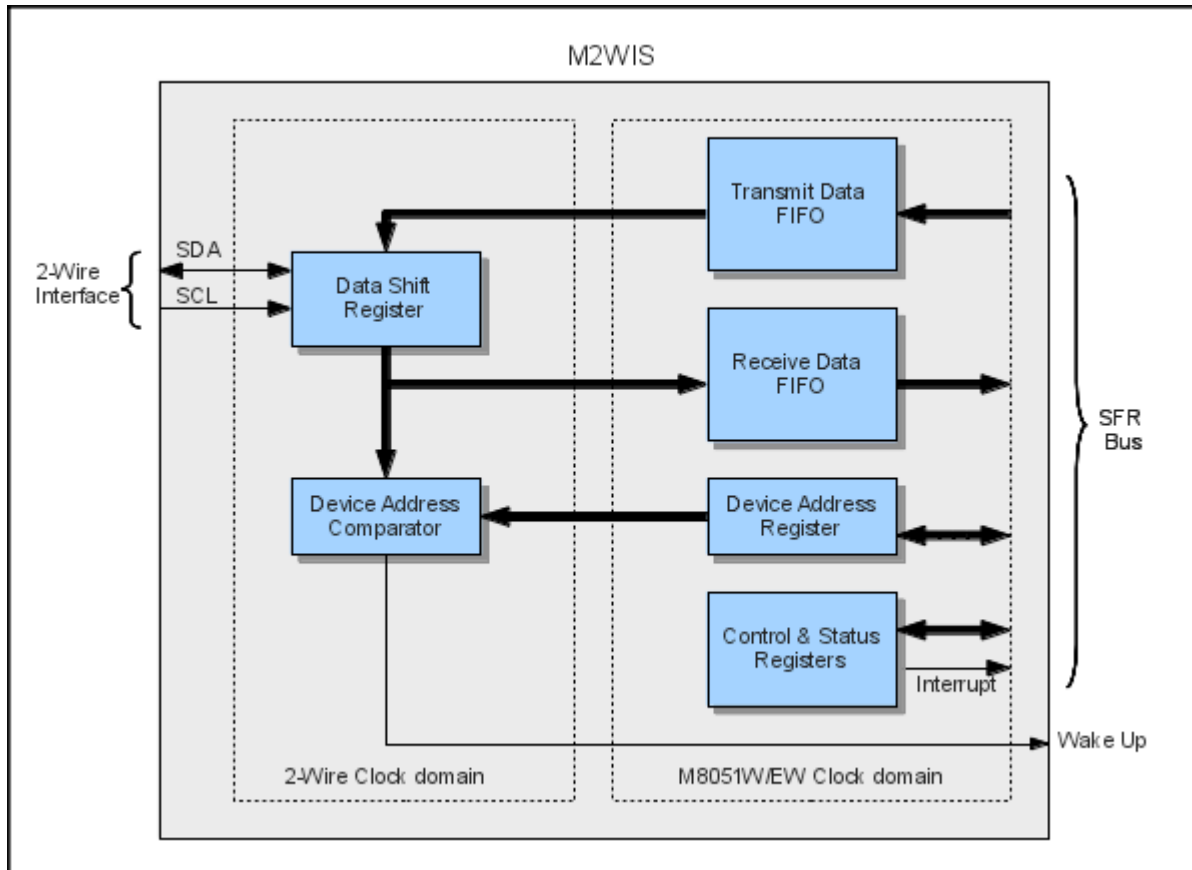 M2WIS
Transmit Data
FIFO
SDA
2-Wire
Interface
SCL
Data Shift
Register
Receive Data
FIFO
SFR
Bus
Device Address
Comparator
Device Address
Register
Control & Status
Registers
Interrupt
Wake Up
2-Wire Clock domain
M8051W/EW Clock domain